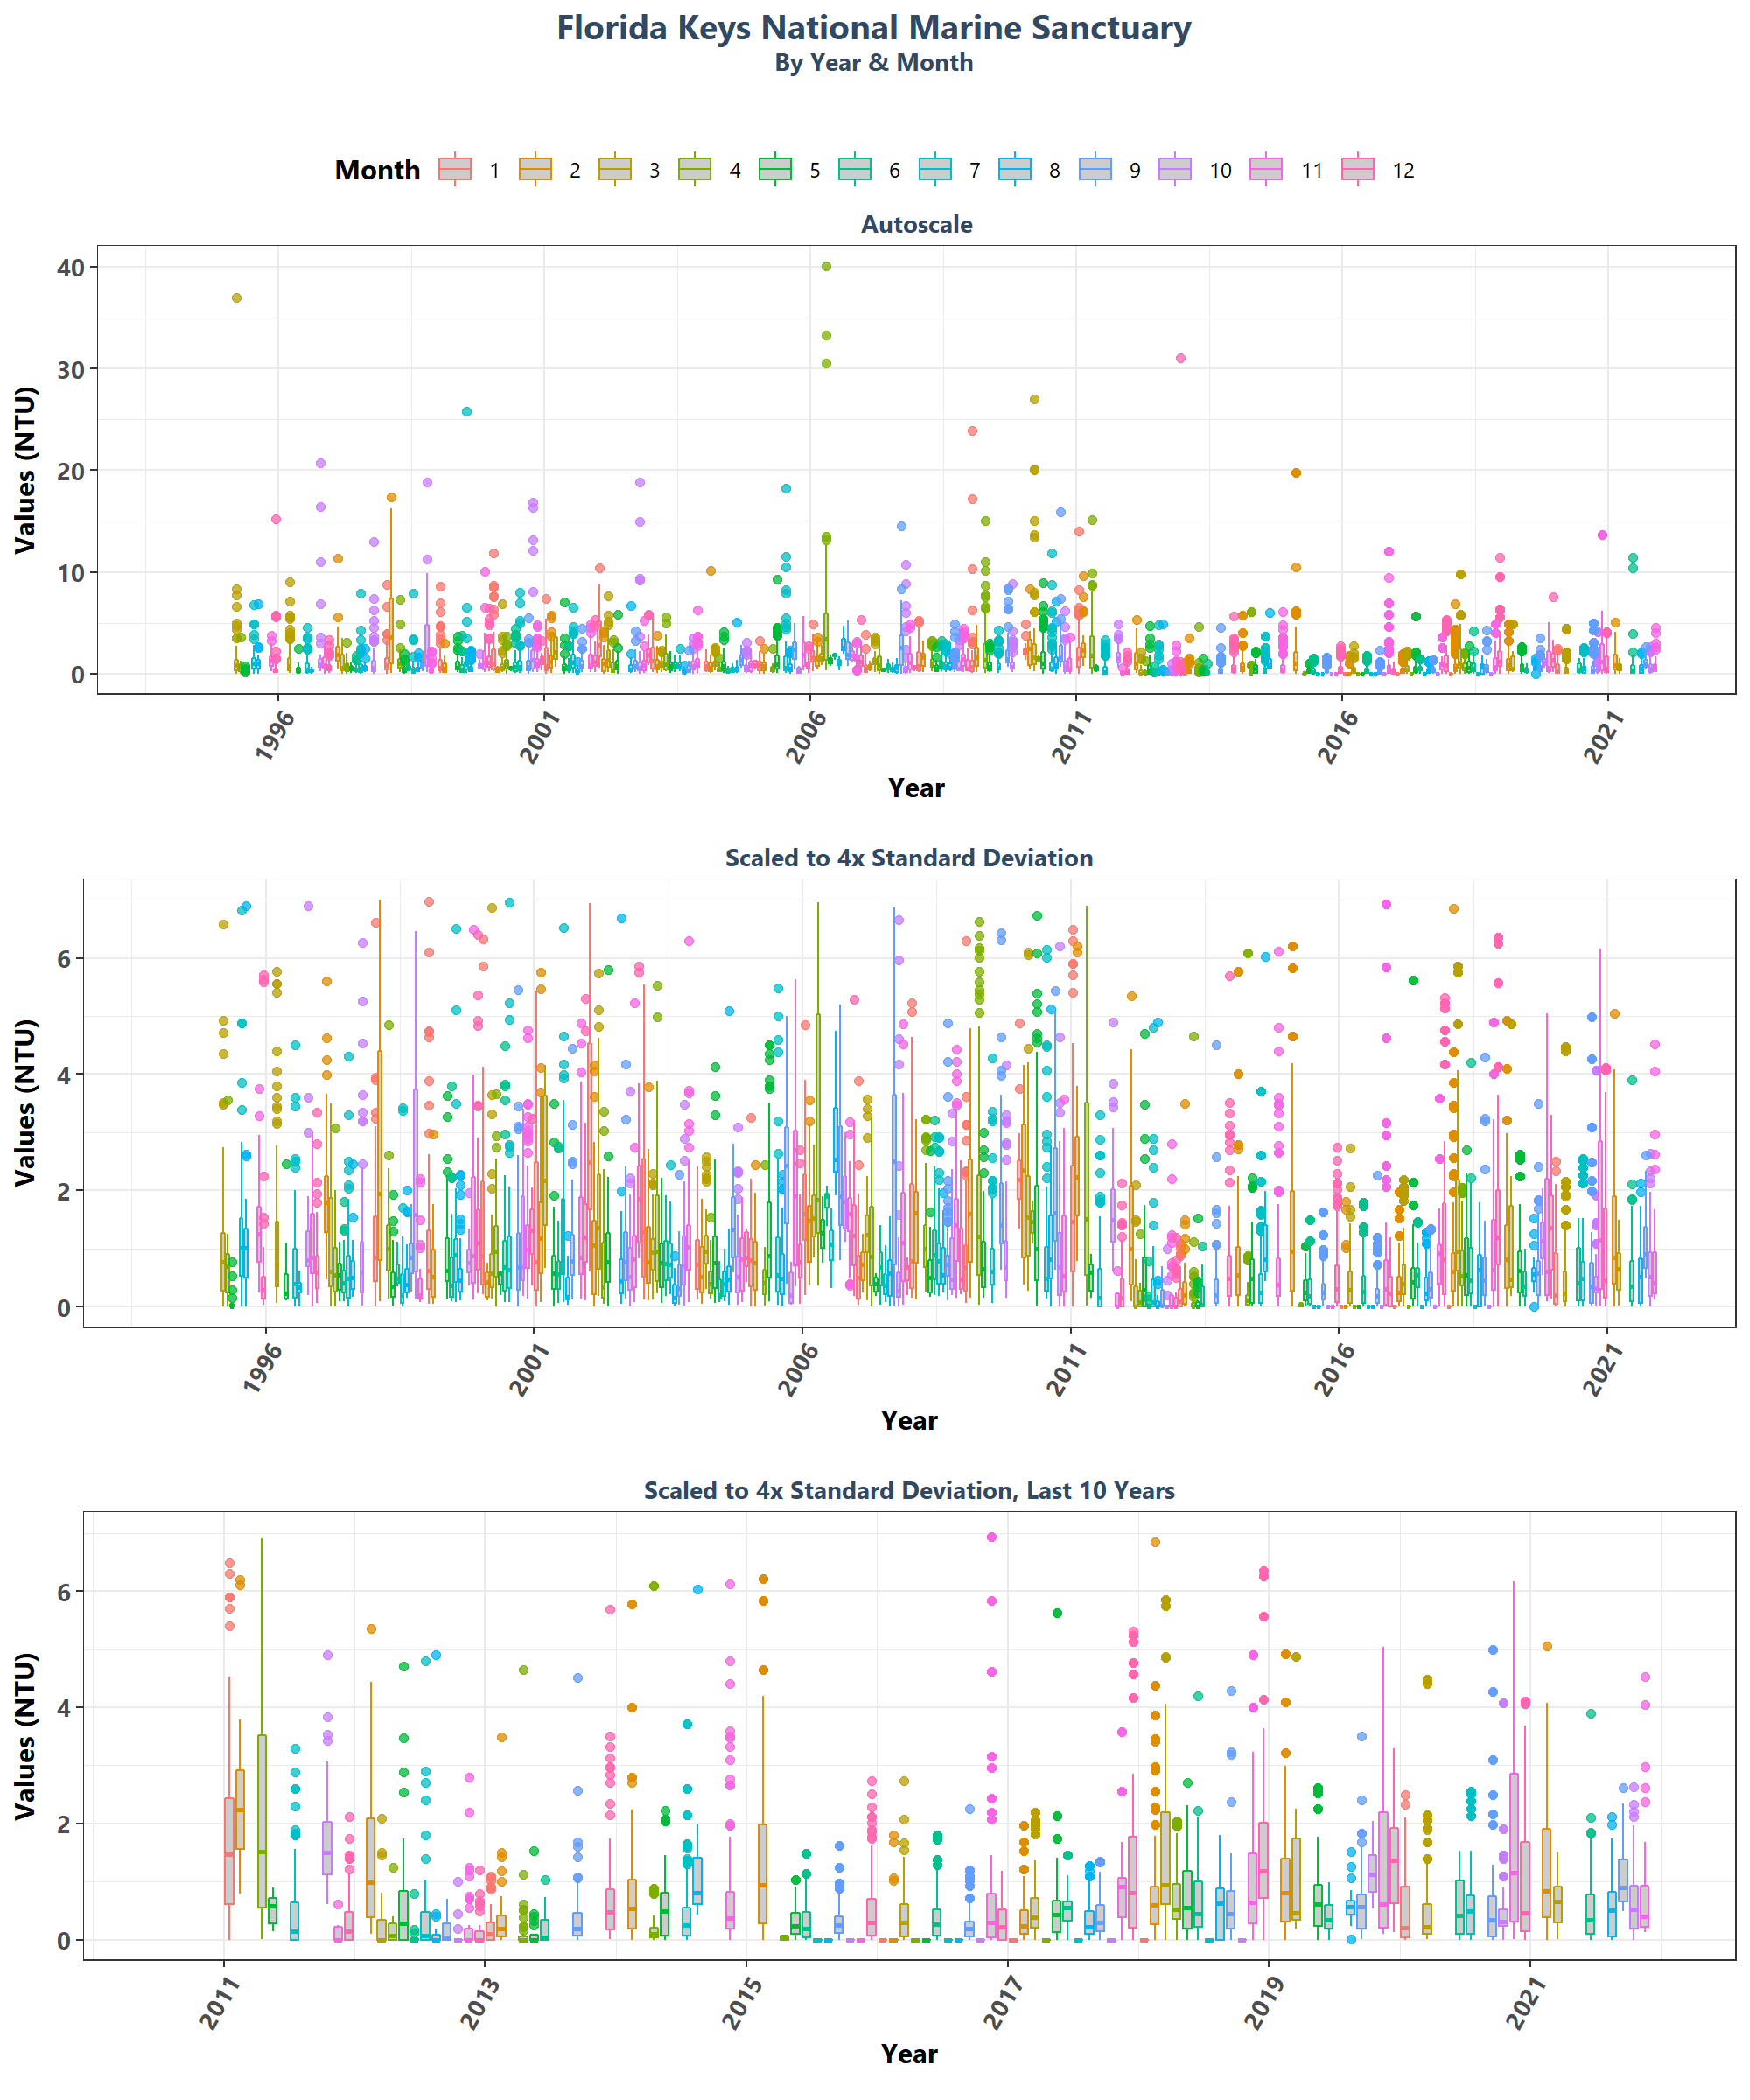 Florida Keys National Marine Sanctuary
By Year & Month
Month 1 2 3 4 5 6 7 8 9 10 11 12
Autoscale
Values (NTU)
40
30
20
10
0
1996 2001 2006 2011 2016 2021
Year
Scaled to 4x Standard Deviation
Values (NTU)
6
4
2
0
1996 2001 2006 2011 2016 2021
Year
Scaled to 4x Standard Deviation, Last 10 Years
Values (NTU)
6
4
2
0
2011 2013 2015 2017 2019 2021
Year